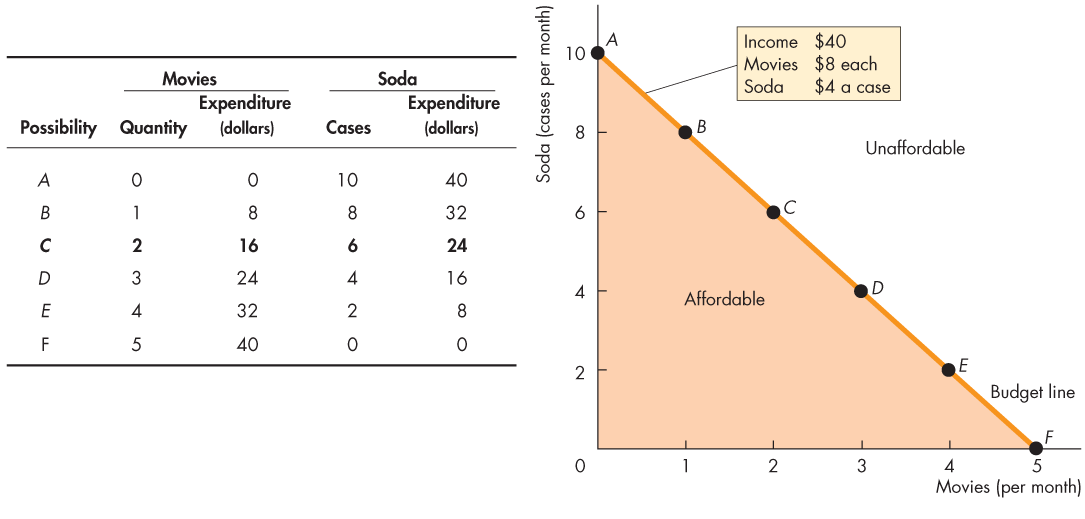 Movies Soda
Expenditure Expenditure
Possibility Quantity (dollars) Cases (dollars)
A 0 0 10 40
B 1 8 8 32
C 2 16 6 24
D 3 24 4 16
E 4 32 2 8
F 5 40 0 0
Soda (cases per month)
10
8
6
4
2
0
A
B
C
D
E
F
Income $40
Movies $8 each
Soda $4 a case
Unaffordable
Affordable
Budget line
1 2 3 4 5
Movies (per month)